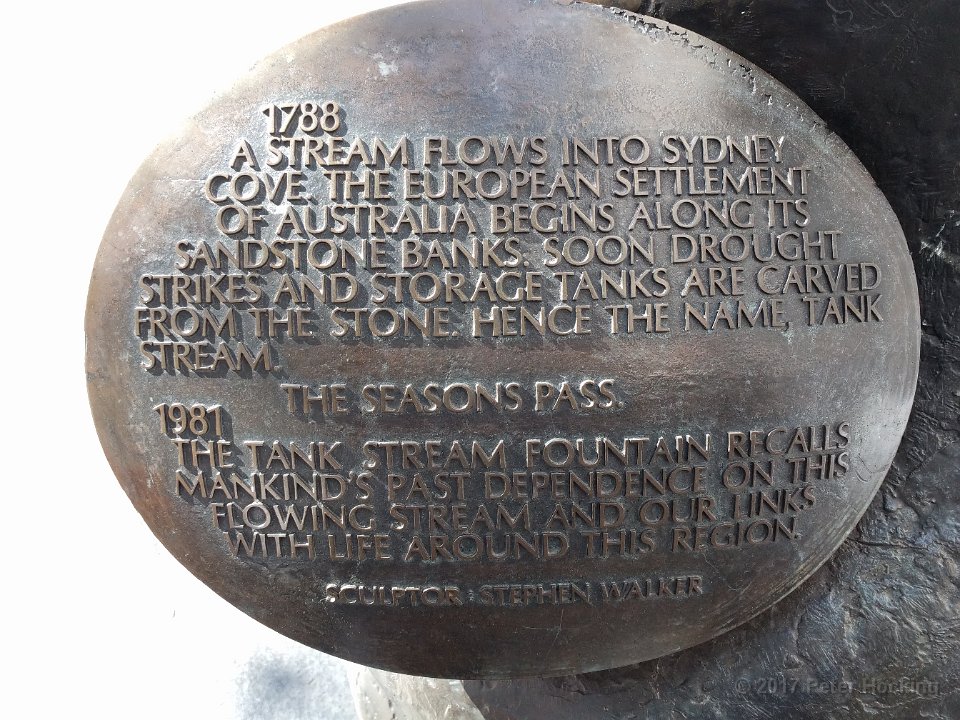 1788
A STREAM FLOWS INTO SYDNEY
COVE. THE EUROPEAN SETTLEMENT
OF AUSTRALIA BEGINS ALONG ITS
SANDSTONE BANKS. SOON DROUGHT
STRIKES AND STORAGE TANKS ARE CARVED
FROM THE STONE. HENCE THE NAME, TANK
STREAM.
THE SEASONS PASS.
1981
THE TANK STREAM FOUNTAIN RECALLS
MANKIND'S PAST DEPENDENCE ON THIS
FLOWING STREAM AND OUR LINKS
WITH LIFE AROUND THIS REGION.
SCULPTOR : STEPHEN WALKER
© 2017 Peter Hocking